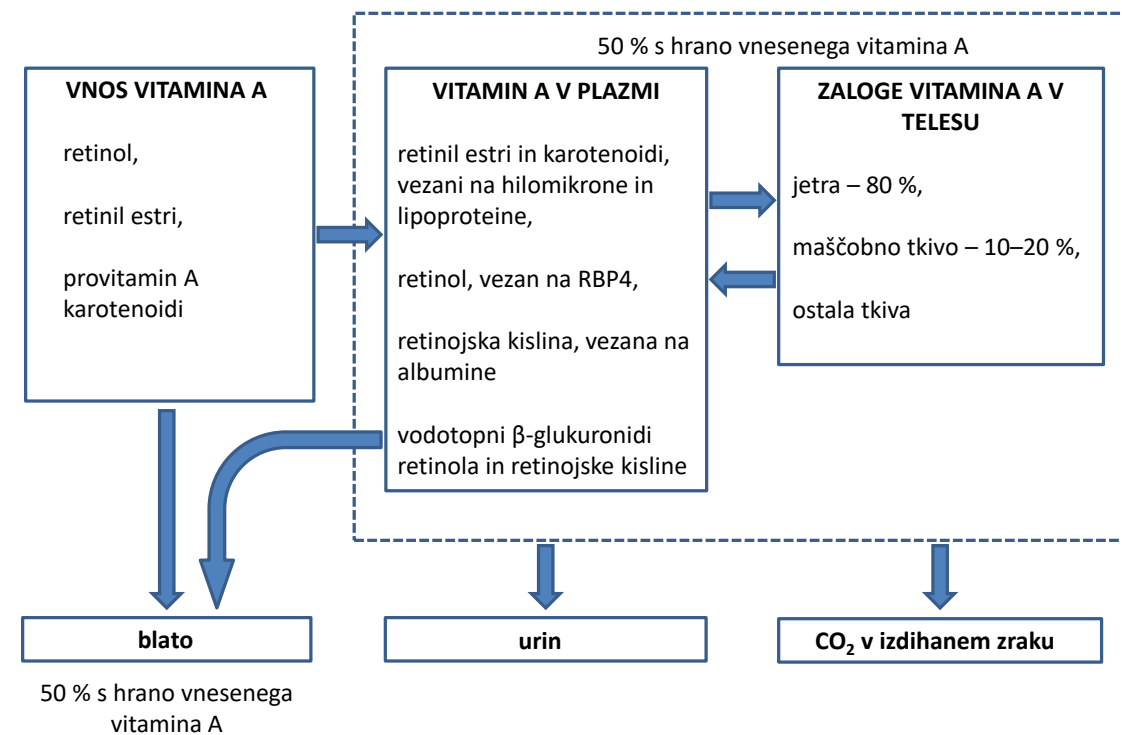 50 % s hrano vnesenega vitamina A
VNOS VITAMINA A
retinol,
retinil estri,
provitamin A
karotenoidi
VITAMIN A V PLAZMI
retinil estri in karotenoidi,
vezani na hilomikrone in
lipoproteine,
retinol, vezan na RBP4,
retinojska kislina, vezana na
albumine
vodotopni β-glukuronidi
retinola in retinojske kisline
ZALOGE VITAMINA A V
TELESU
jetra – 80 %,
maščobno tkivo – 10–20 %,
ostala tkiva
blato
urin
CO₂ v izdihanem zraku
50 % s hrano vnesenega
vitamina A